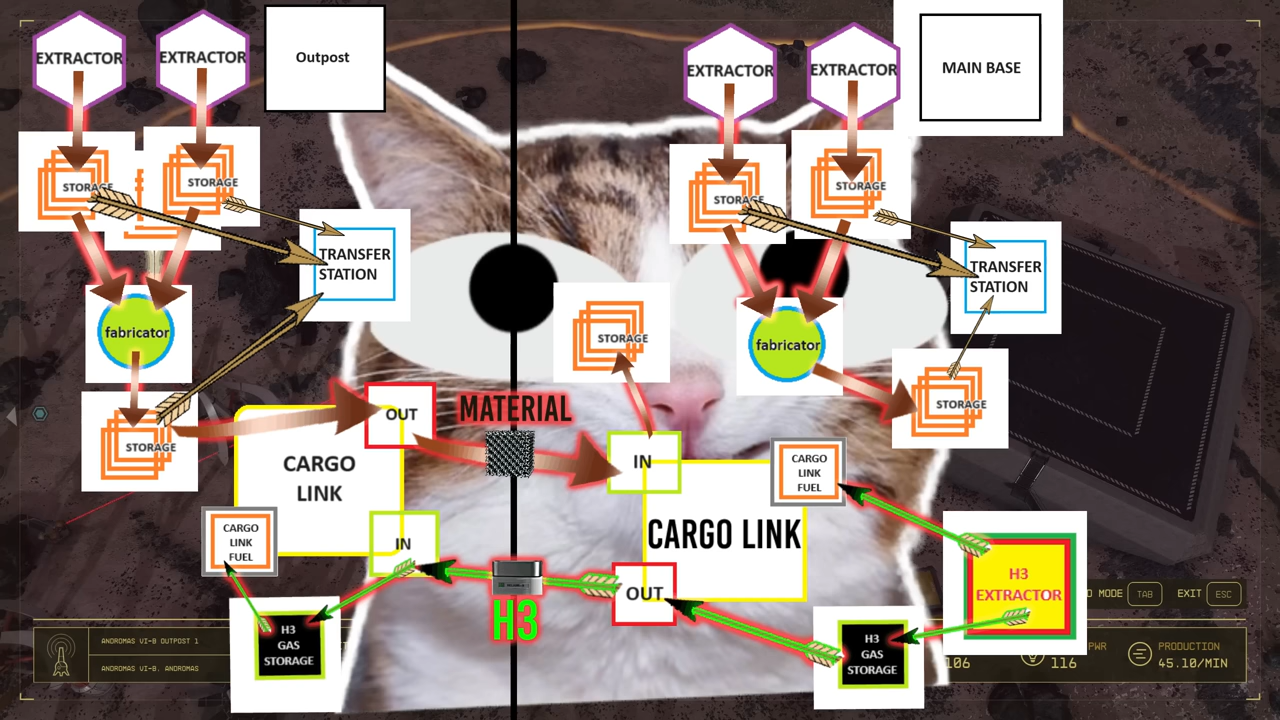 EXTRACTOR
EXTRACTOR
Outpost
STORAGE
STORAGE
TRANSFER
STATION
fabricator
STORAGE
OUT
CARGO
LINK
CARGO
LINK
FUEL
IN
H3
GAS
STORAGE
MATERIAL
H3
EXTRACTOR
EXTRACTOR
MAIN BASE
STORAGE
STORAGE
TRANSFER
STATION
fabricator
STORAGE
STORAGE
IN
CARGO
LINK
FUEL
CARGO LINK
OUT
H3
EXTRACTOR
H3
GAS
STORAGE
MODE
TAB
EXIT
ESC
ANDROMAS VI-B OUTPOST 1
ANDROMAS VI-B. ANDROMAS
106
PWR
116
PRODUCTION
45.10/MIN